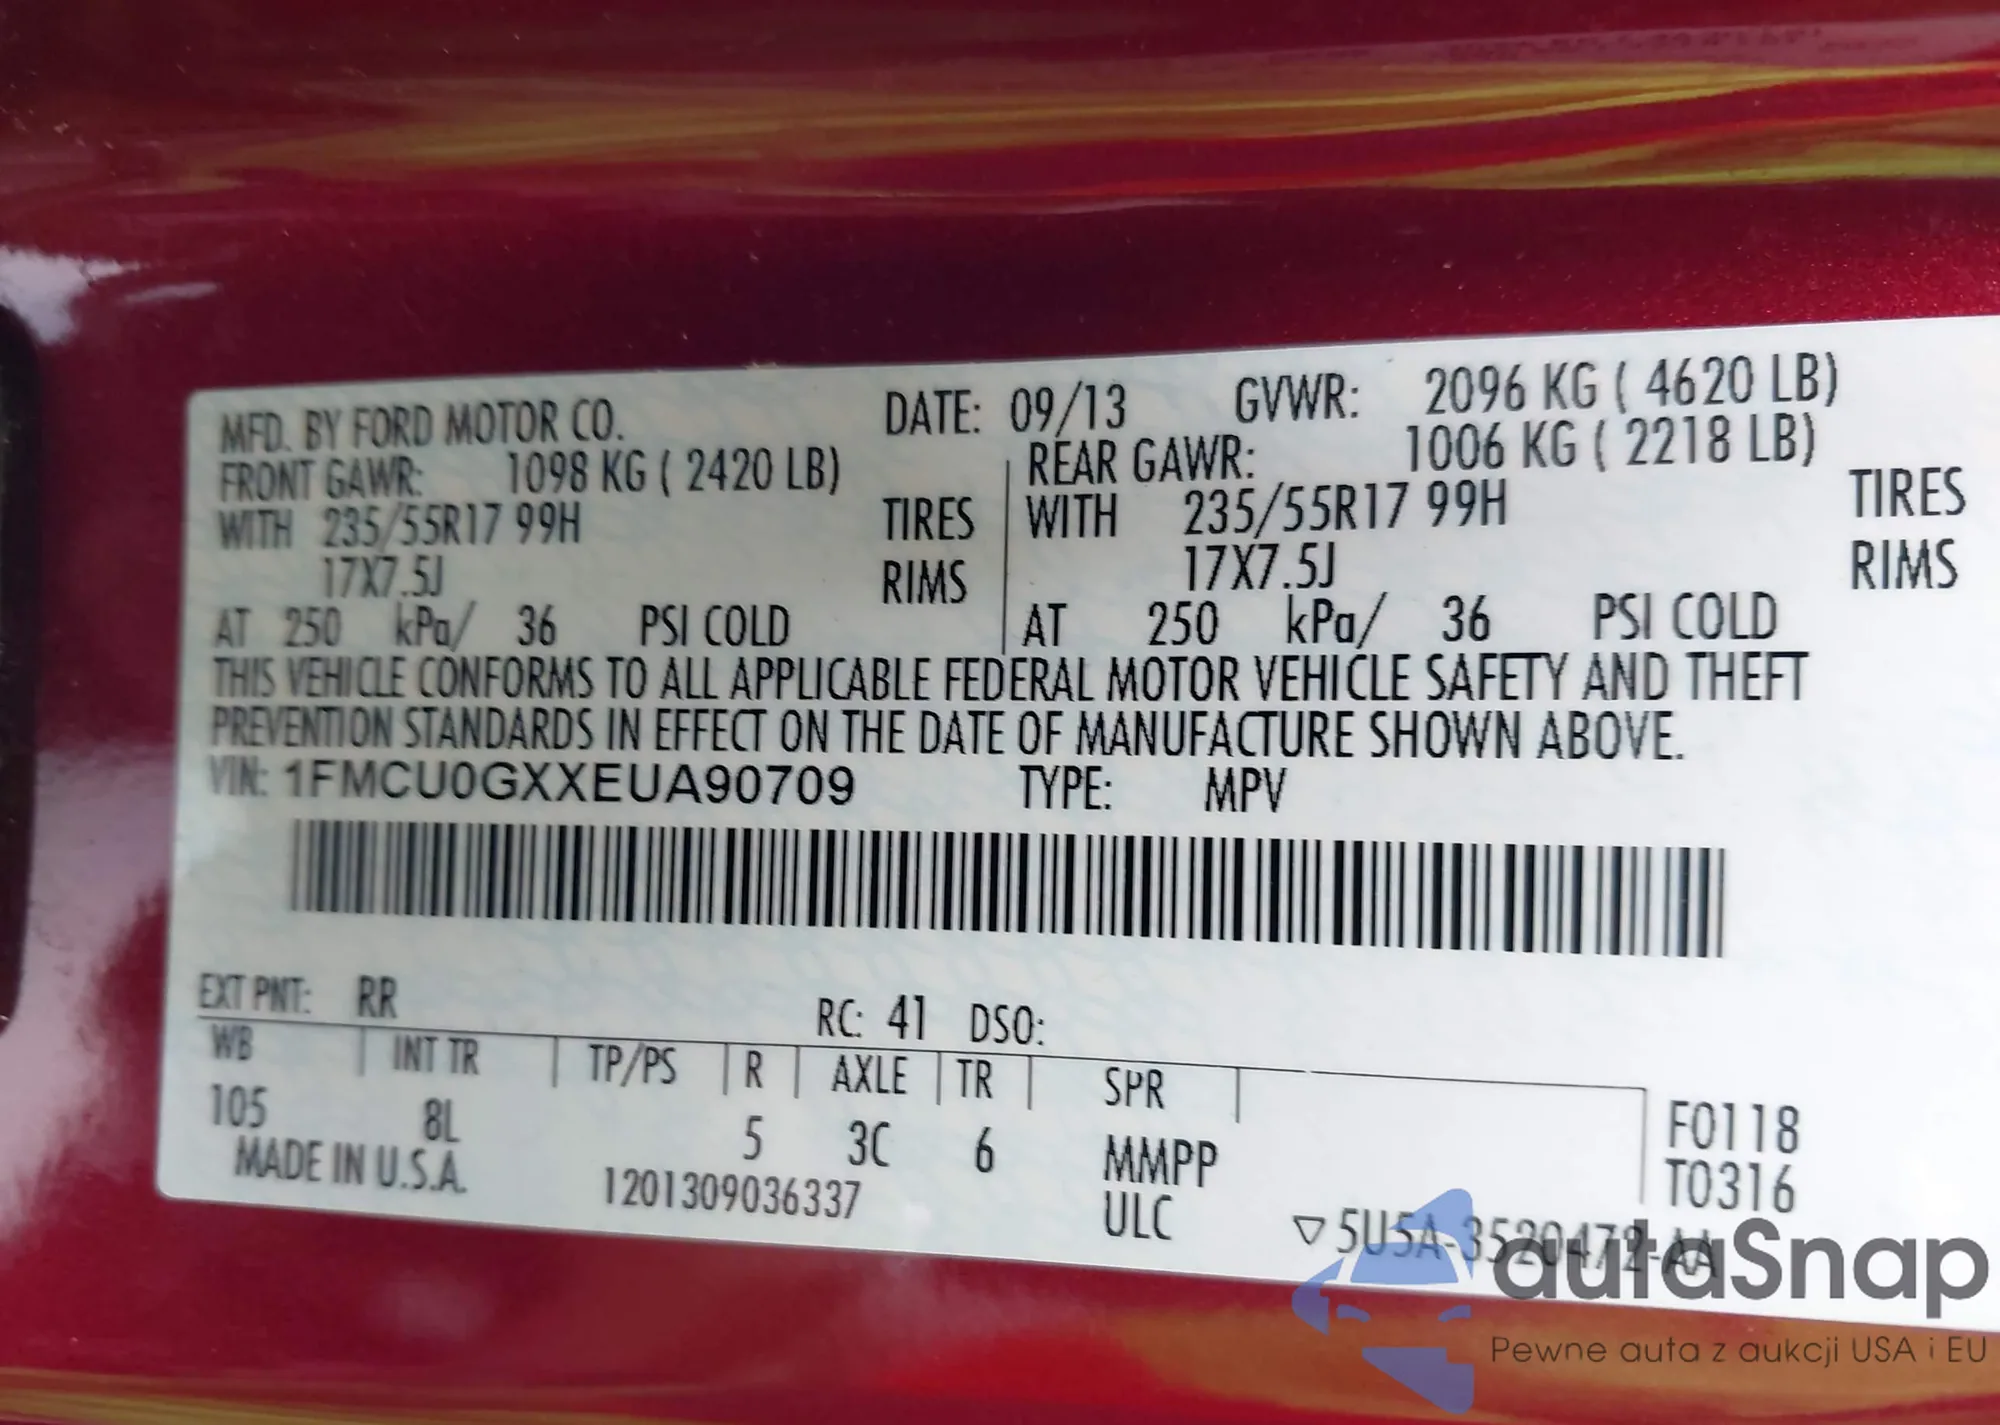 MFD. BY FORD MOTOR CO. DATE: 09/13 GVWR: 2096 KG ( 4620 LB)
FRONT GAWR: 1098 KG ( 2420 LB) REAR GAWR: 1006 KG ( 2218 LB)
WITH 235/55R17 99H TIRES WITH 235/55R17 99H TIRES
17X7.5J RIMS 17X7.5J RIMS
AT 250 kPa/ 36 PSI COLD AT 250 kPa/ 36 PSI COLD
THIS VEHICLE CONFORMS TO ALL APPLICABLE FEDERAL MOTOR VEHICLE SAFETY AND THEFT
PREVENTION STANDARDS IN EFFECT ON THE DATE OF MANUFACTURE SHOWN ABOVE.
VIN: 1FMCU0GXXEUA90709 TYPE: MPV
EXT PNT: RR RC: 41 DSO:
WB INT TR TP/PS R AXLE TR SPR
105 8L 5 3C 6 MMPP F0118
MADE IN U.S.A. 1201309036337 ULC T0316
▽5U5A-3520472-AA
autaSnap
Pewne auta z aukcji USA i EU